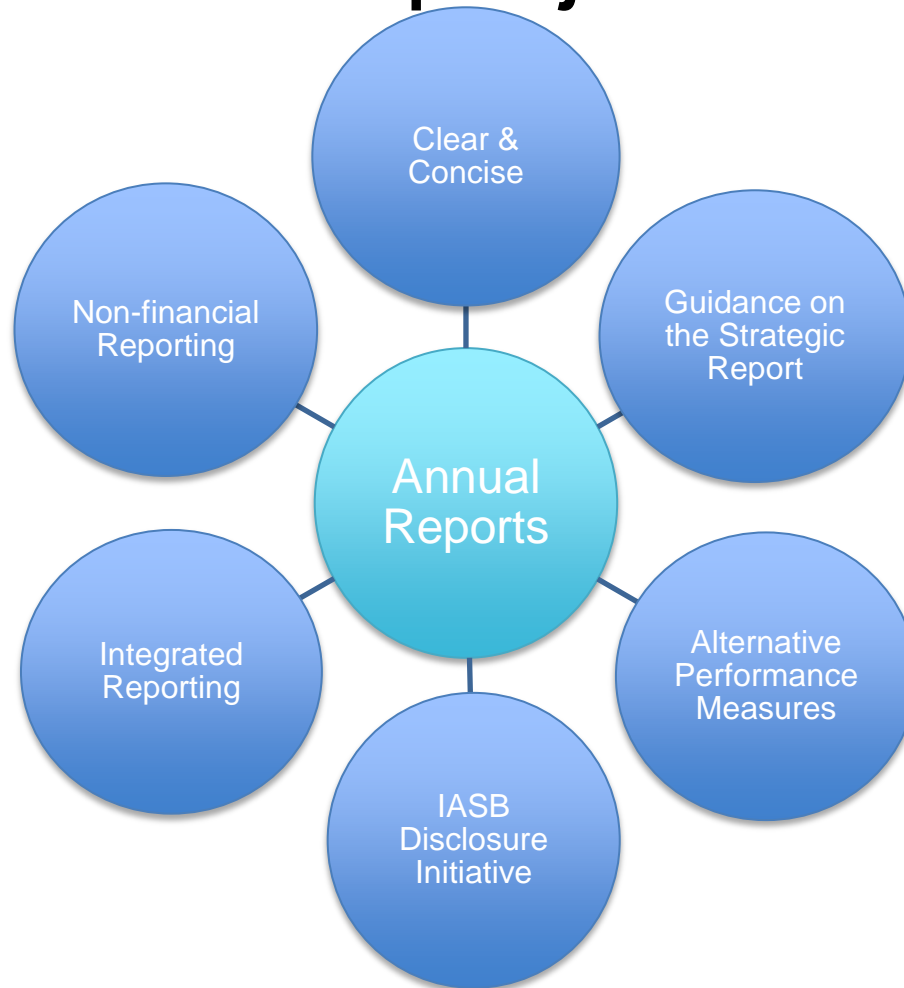 Clear &
Concise
Guidance on
the Strategic
Report
Alternative
Performance
Measures
IASB
Disclosure
Initiative
Integrated
Reporting
Non-financial
Reporting
Annual
Reports